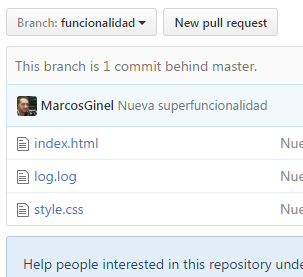 Branch: funcionalidad New pull request
This branch is 1 commit behind master.
MarcosGinel Nueva superfuncionalidad
index.html Nue
log.log Nue
style.css Nue
Help people interested in this repository unde